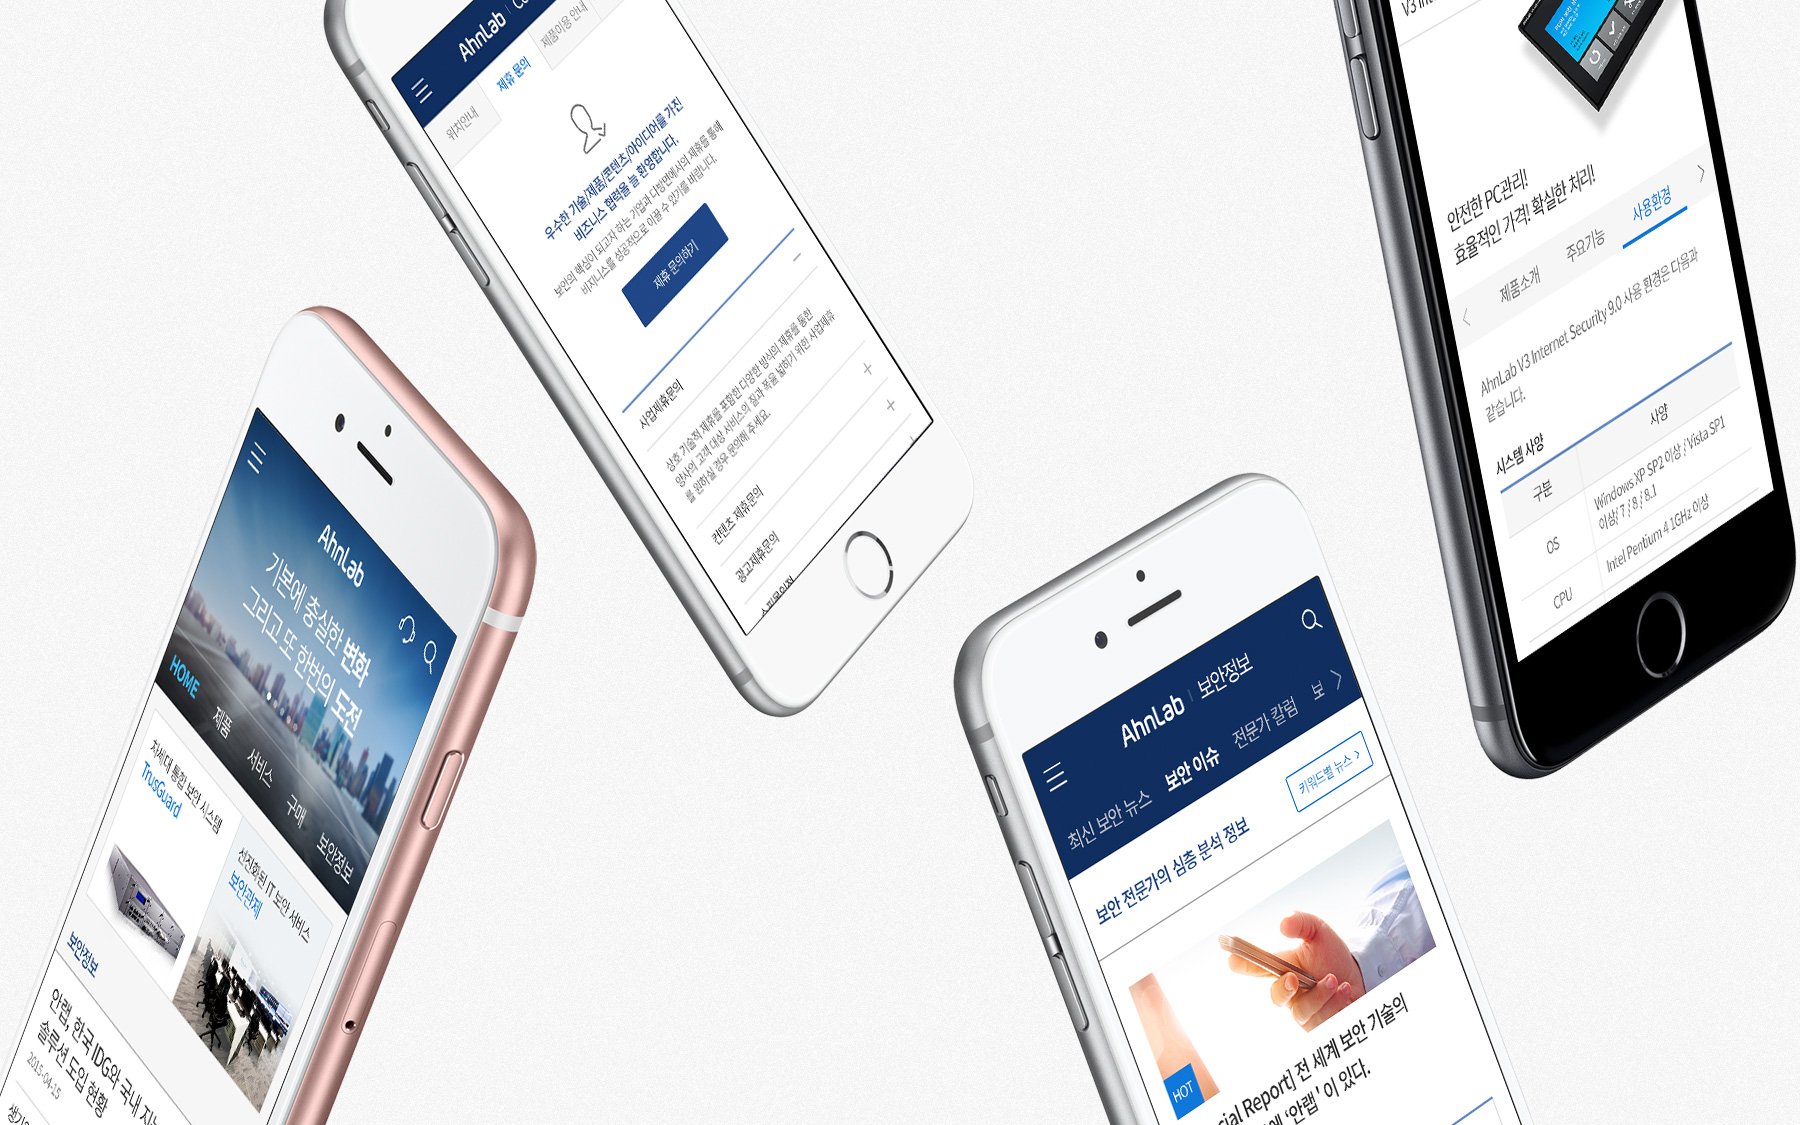 AhnLab
기본에 충실한 변화
그리고 또 한번의 도전
HOME
제품
서비스
구매
보안정보
차세대 통합 보안 시스템
TrusGuard
선진화된 IT 보안 서비스
보안관제
보안정보
안랩, 한국 IDG와 국내
솔루션 도입 현황
2015-04-15
AhnLab
위치안내
제휴 문의
제품이용 안내
우수한 기술/제품/콘텐츠/아이디어를 가진
비즈니스 협력을 늘 환영합니다.
보안의 핵심이 되고자 하는 기업과 다방면에서의 제휴를 통해
비지니스를 성공적으로 이끌 수 있기를 바랍니다.
제휴 문의하기
사업제휴문의
상호 기술적 제휴를 포함한 다양한 방식의 제휴를 통한
양사의 고객 대상 서비스의 질과 폭을 넓히기 위한 사업제휴
를 원하실 경우 문의해 주세요.
컨텐츠 제휴문의
광고제휴문의
AhnLab 보안정보
최신 보안 뉴스
보안 이슈
전문가 칼럼
보
보안 전문가의 심층 분석 정보
키워드별 뉴스 >
HOT
cial Report] 전 세계 보안 기술의
에 ‘안랩’ 이 있다.
안전한 PC관리!
효율적인 가격! 확실한 처리!
제품소개
주요기능
사용환경
AhnLab V3 Internet Security 9.0 사용 환경은 다음과
같습니다.
시스템 사양
구분
사양
OS
Windows XP SP2 이상 / Vista SP1
이상/ 7 / 8 / 8.1
CPU
Intel Pentium 4 1GHz 이상